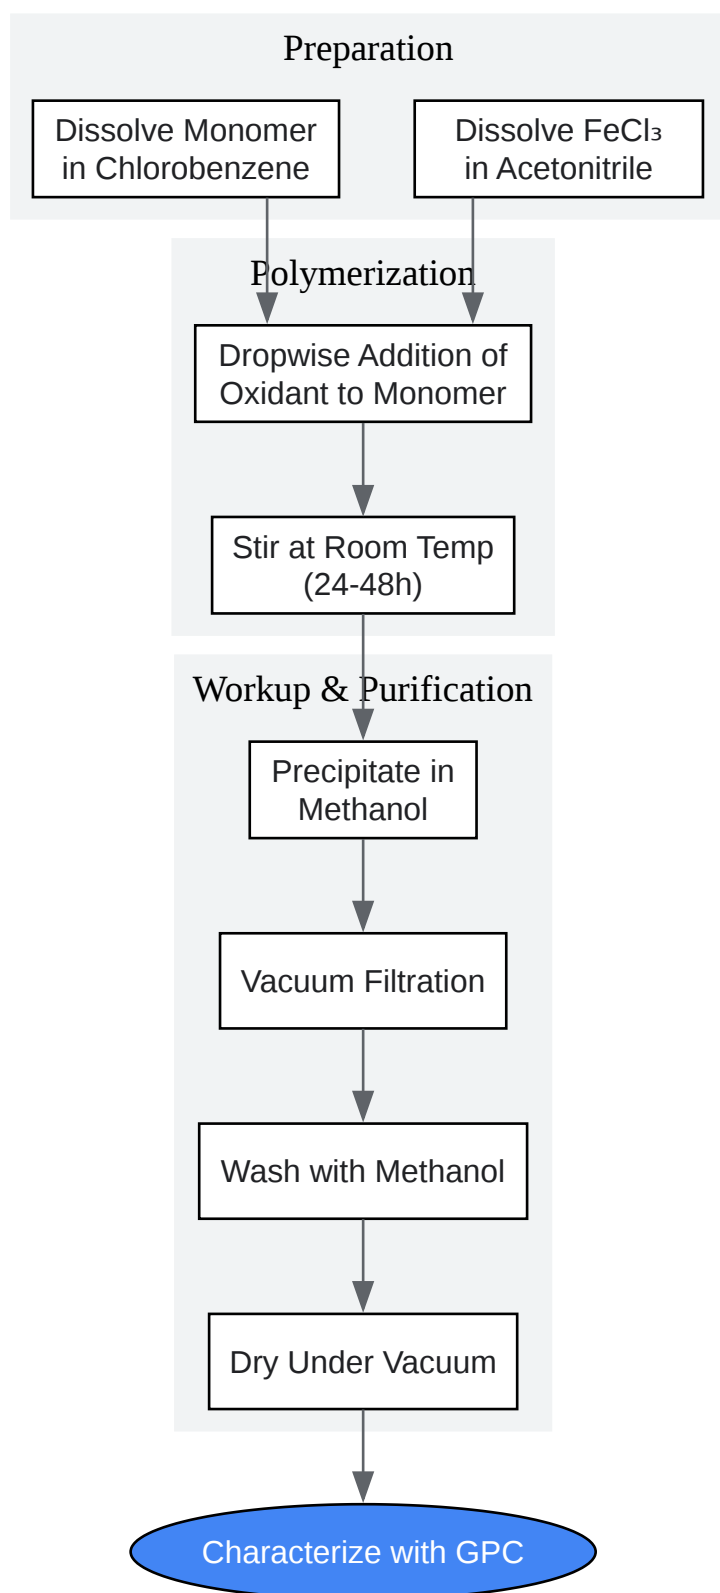 Preparation
Dissolve Monomer
in Chlorobenzene
Dissolve FeCl₃
in Acetonitrile
Polymerization
Dropwise Addition of
Oxidant to Monomer
Stir at Room Temp
(24-48h)
Workup & Purification
Precipitate in
Methanol
Vacuum Filtration
Wash with Methanol
Dry Under Vacuum
Characterize with GPC